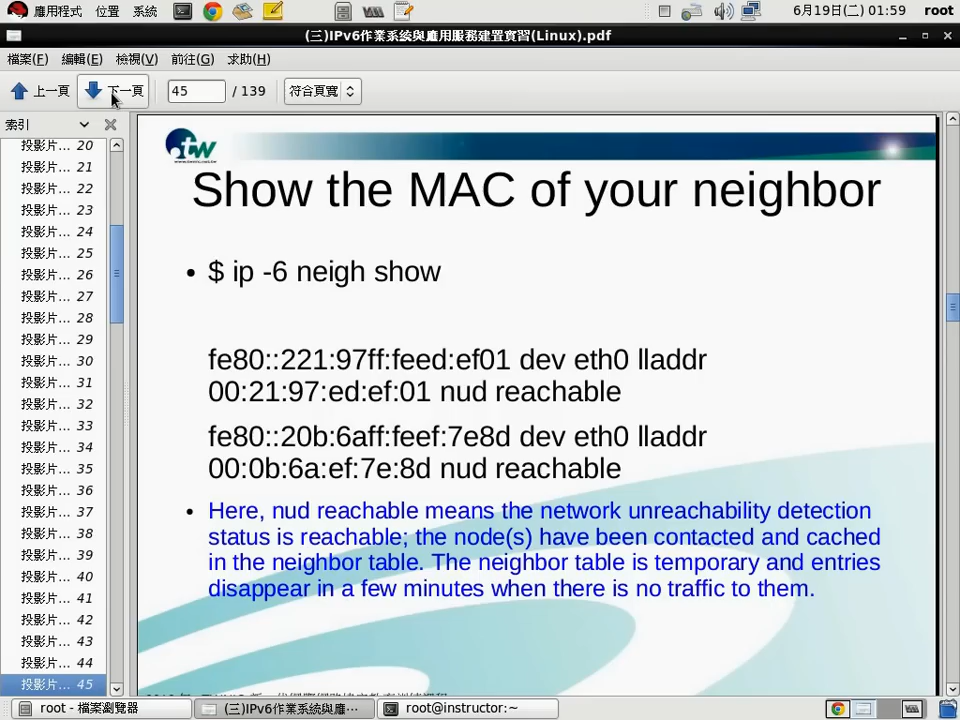 應用程式 位置 系統
6月19日(二) 01:59 root
(三)IPv6作業系統與應用服務建置實習(Linux).pdf
檔案(F) 編輯(E) 檢視(V) 前往(G) 求助(H)
上一頁 下一頁 45 / 139 符合頁寬
索引
投影片... 20
投影片... 21
投影片... 22
投影片... 23
投影片... 24
投影片... 25
投影片... 26
投影片... 27
投影片... 28
投影片... 29
投影片... 30
投影片... 31
投影片... 32
投影片... 33
投影片... 34
投影片... 35
投影片... 36
投影片... 37
投影片... 38
投影片... 39
投影片... 40
投影片... 41
投影片... 42
投影片... 43
投影片... 44
投影片... 45
.tw
Show the MAC of your neighbor
• $ ip -6 neigh show
fe80::221:97ff:feed:ef01 dev eth0 lladdr
00:21:97:ed:ef:01 nud reachable
fe80::20b:6aff:feef:7e8d dev eth0 lladdr
00:0b:6a:ef:7e:8d nud reachable
• Here, nud reachable means the network unreachability detection
status is reachable; the node(s) have been contacted and cached
in the neighbor table. The neighbor table is temporary and entries
disappear in a few minutes when there is no traffic to them.
root - 檔案瀏覽器
(三)IPv6作業系統與應···
root@instructor:~